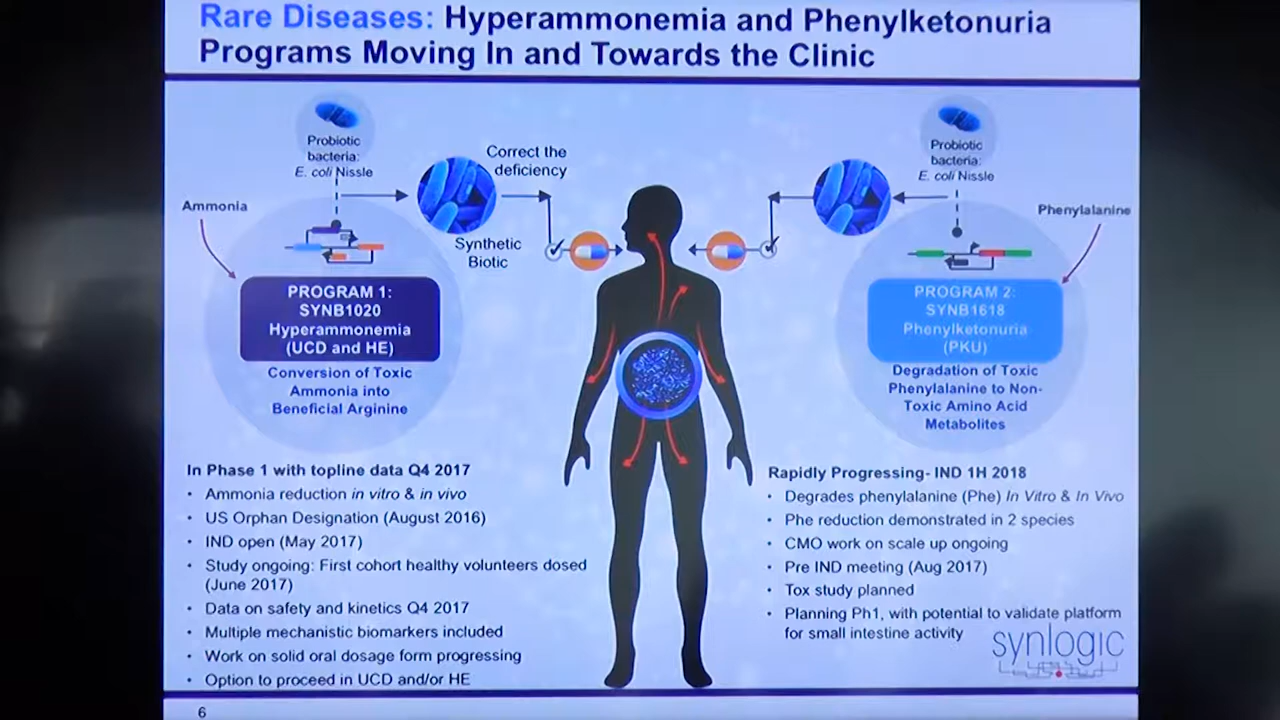 Rare Diseases: Hyperammonemia and Phenylketonuria
Programs Moving In and Towards the Clinic
Probiotic
bacteria:
E. coli Nissle
Correct the
deficiency
Ammonia
Synthetic
Biotic
PROGRAM 1:
SYNB1020
Hyperammonemia
(UCD and HE)
Conversion of Toxic
Ammonia into
Beneficial Arginine
Probiotic
bacteria:
E. coli Nissle
Phenylalanine
PROGRAM 2:
SYNB1618
Phenylketonuria
(PKU)
Degradation of Toxic
Phenylalanine to Non-
Toxic Amino Acid
Metabolites
In Phase 1 with topline data Q4 2017
• Ammonia reduction in vitro & in vivo
• US Orphan Designation (August 2016)
• IND open (May 2017)
• Study ongoing: First cohort healthy volunteers dosed
(June 2017)
• Data on safety and kinetics Q4 2017
• Multiple mechanistic biomarkers included
• Work on solid oral dosage form progressing
• Option to proceed in UCD and/or HE
Rapidly Progressing- IND 1H 2018
• Degrades phenylalanine (Phe) In Vitro & In Vivo
• Phe reduction demonstrated in 2 species
• CMO work on scale up ongoing
• Pre IND meeting (Aug 2017)
• Tox study planned
• Planning Ph1, with potential to validate platform
for small intestine activity
synlogic
6